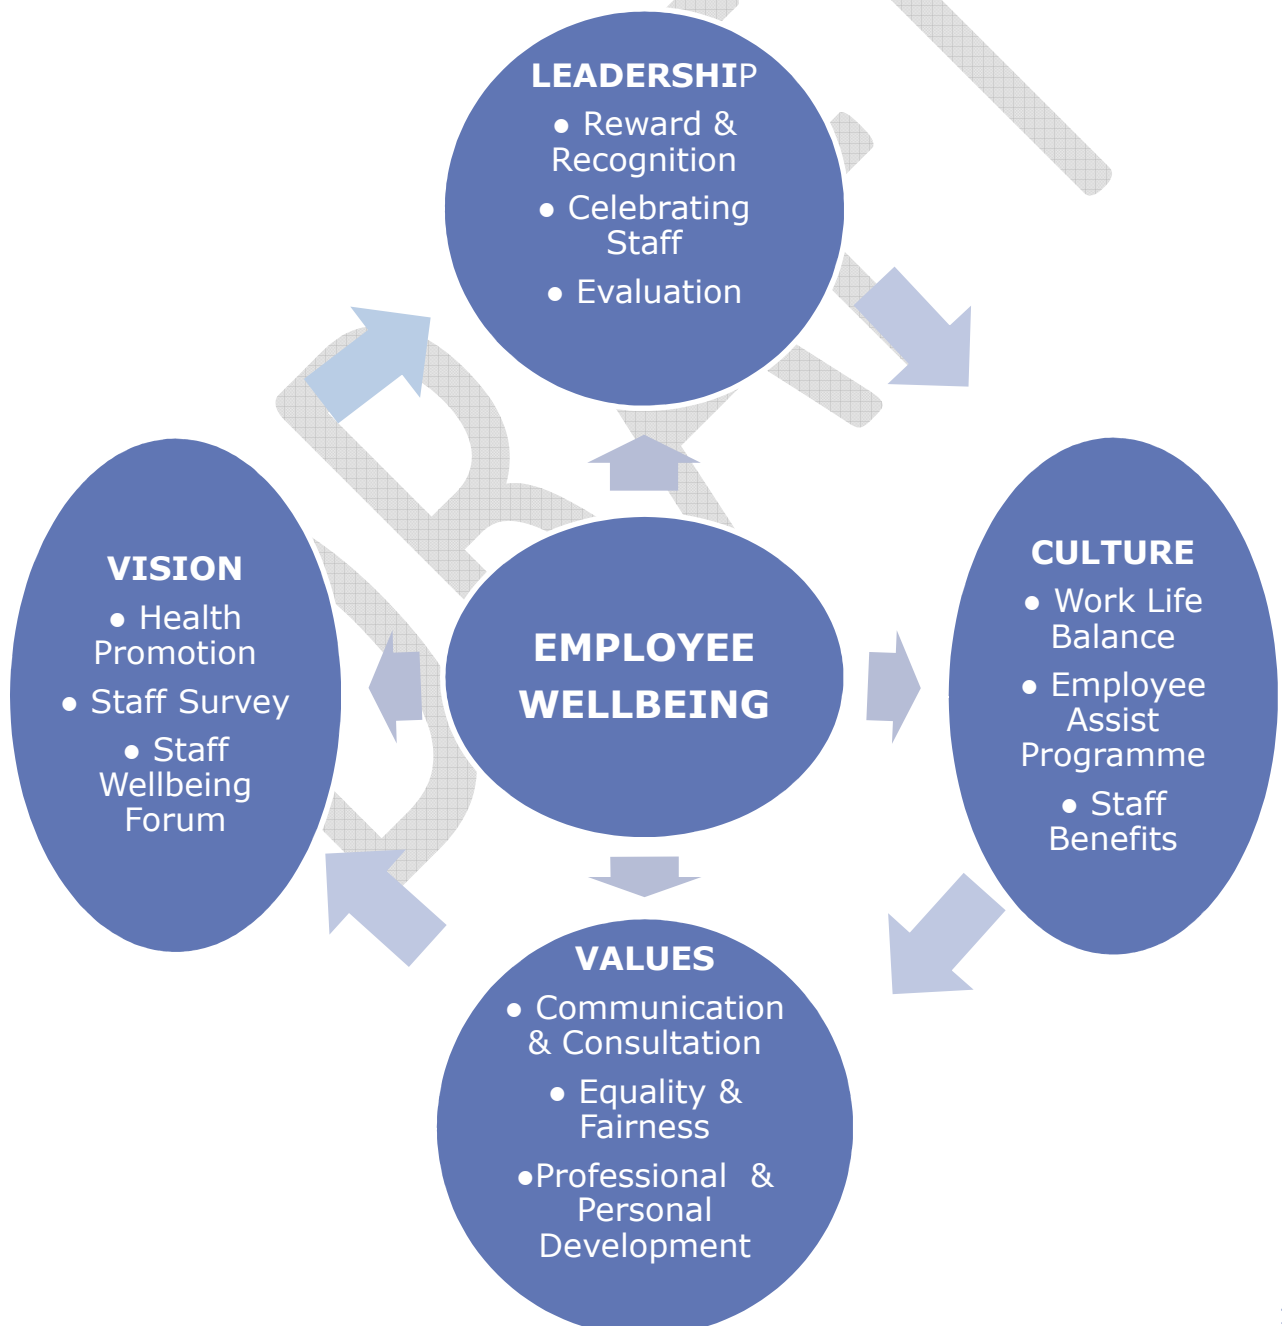 LEADERSHIP
● Reward &
Recognition
● Celebrating
Staff
● Evaluation
VISION
● Health
Promotion
● Staff Survey
● Staff
Wellbeing
Forum
EMPLOYEE
WELLBEING
CULTURE
● Work Life
Balance
● Employee
Assist
Programme
● Staff
Benefits
VALUES
● Communication
& Consultation
● Equality &
Fairness
●Professional  &
Personal
Development
DRAFT